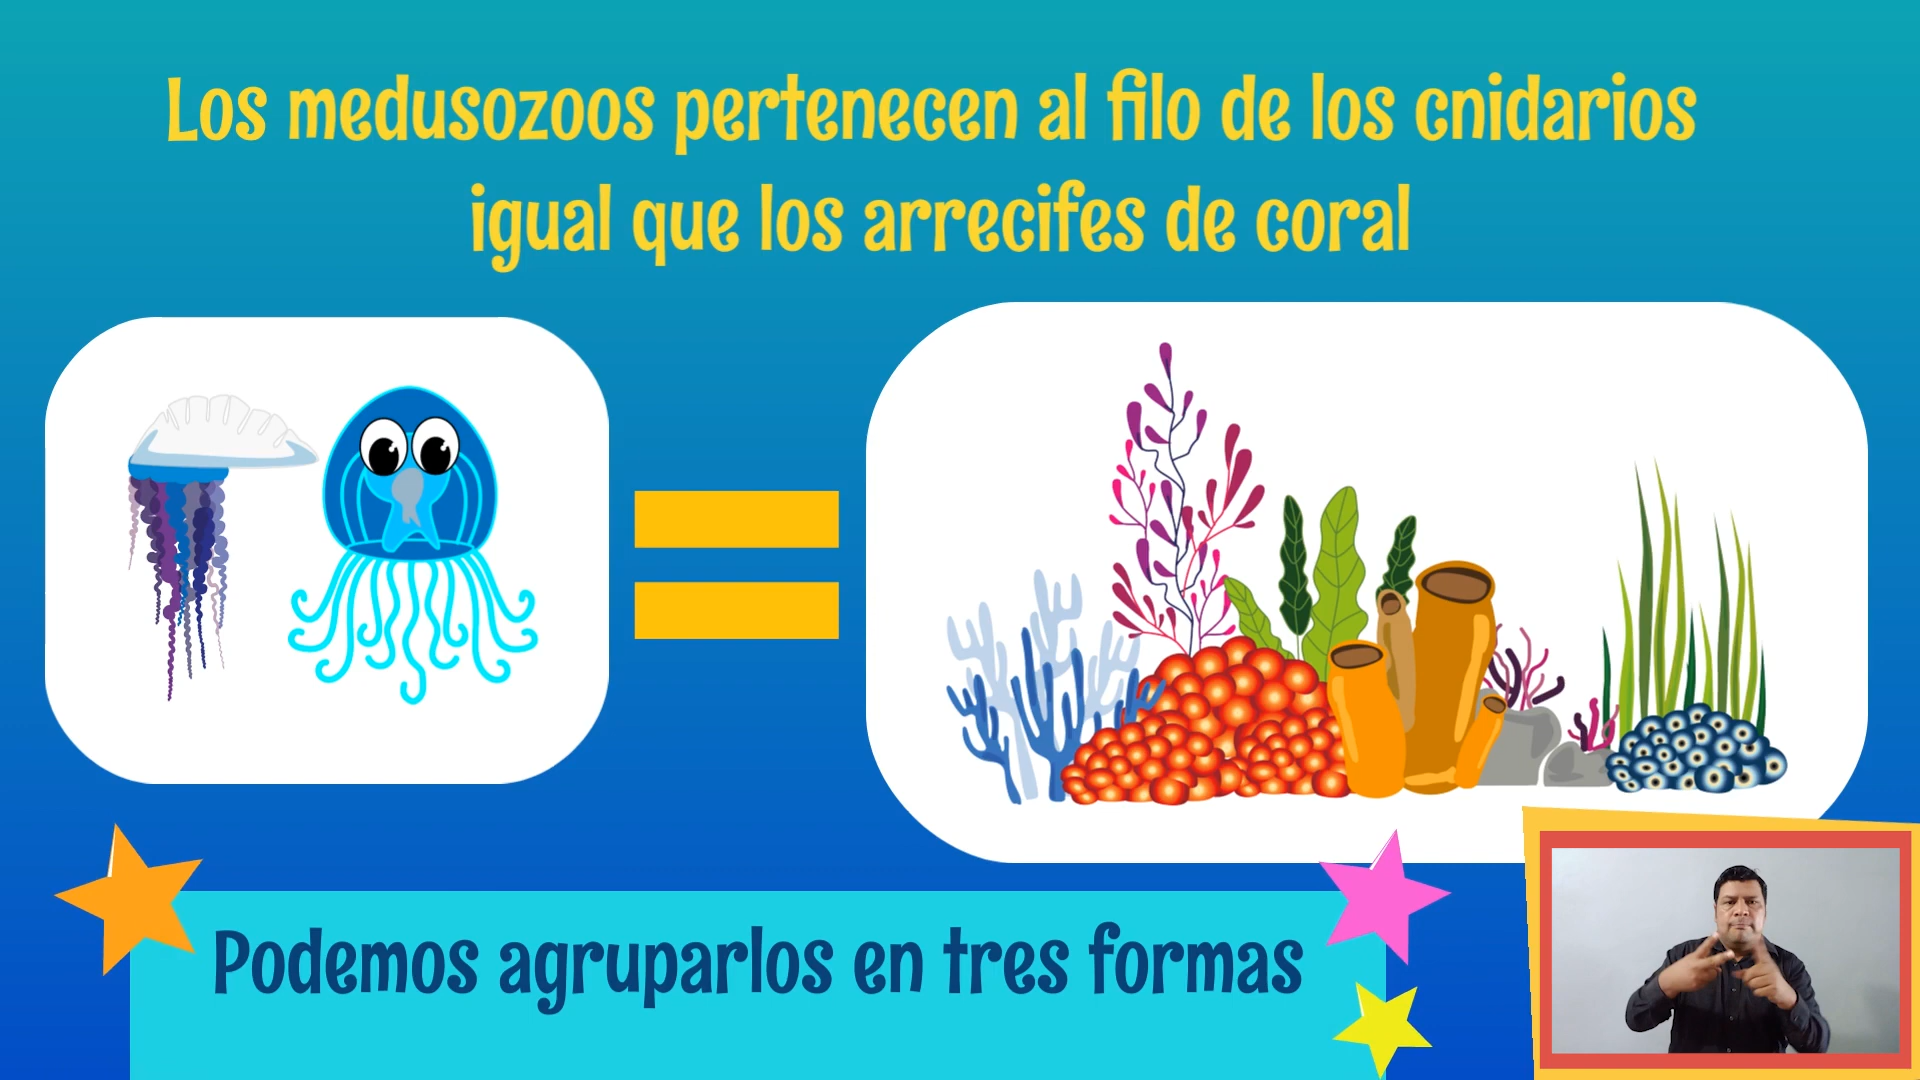 Los medusozoos pertenecen al filo de los cnidarios
igual que los arrecifes de coral
Podemos agruparlos en tres formas